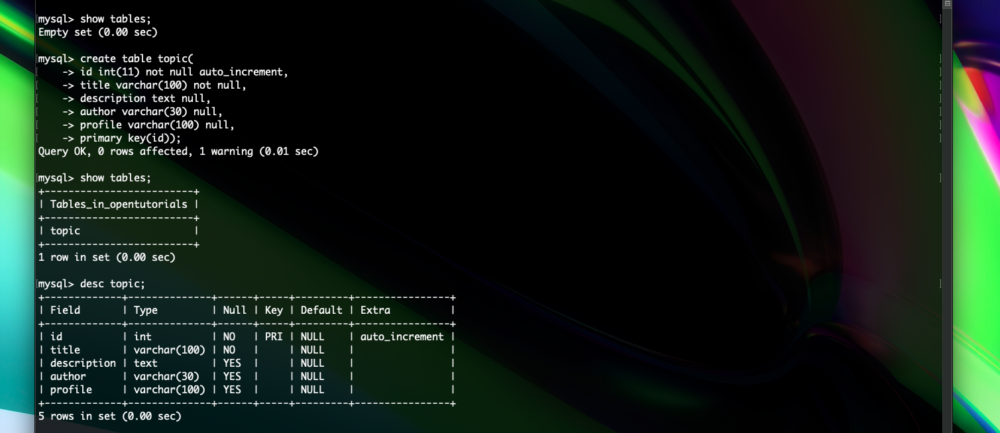 mysql> show tables;
Empty set (0.00 sec)
mysql> create table topic(
    -> id int(11) not null auto_increment,
    -> title varchar(100) not null,
    -> description text null,
    -> author varchar(30) null,
    -> profile varchar(100) null,
    -> primary key(id));
Query OK, 0 rows affected, 1 warning (0.01 sec)
mysql> show tables;
+-------------------------+
| Tables_in_opentutorials |
+-------------------------+
| topic                   |
+-------------------------+
1 row in set (0.00 sec)
mysql> desc topic;
+-------------+--------------+------+-----+---------+----------------+
| Field       | Type         | Null | Key | Default | Extra          |
+-------------+--------------+------+-----+---------+----------------+
| id          | int          | NO   | PRI | NULL    | auto_increment |
| title       | varchar(100) | NO   |     | NULL    |                |
| description | text         | YES  |     | NULL    |                |
| author      | varchar(30)  | YES  |     | NULL    |                |
| profile     | varchar(100) | YES  |     | NULL    |                |
+-------------+--------------+------+-----+---------+----------------+
5 rows in set (0.00 sec)